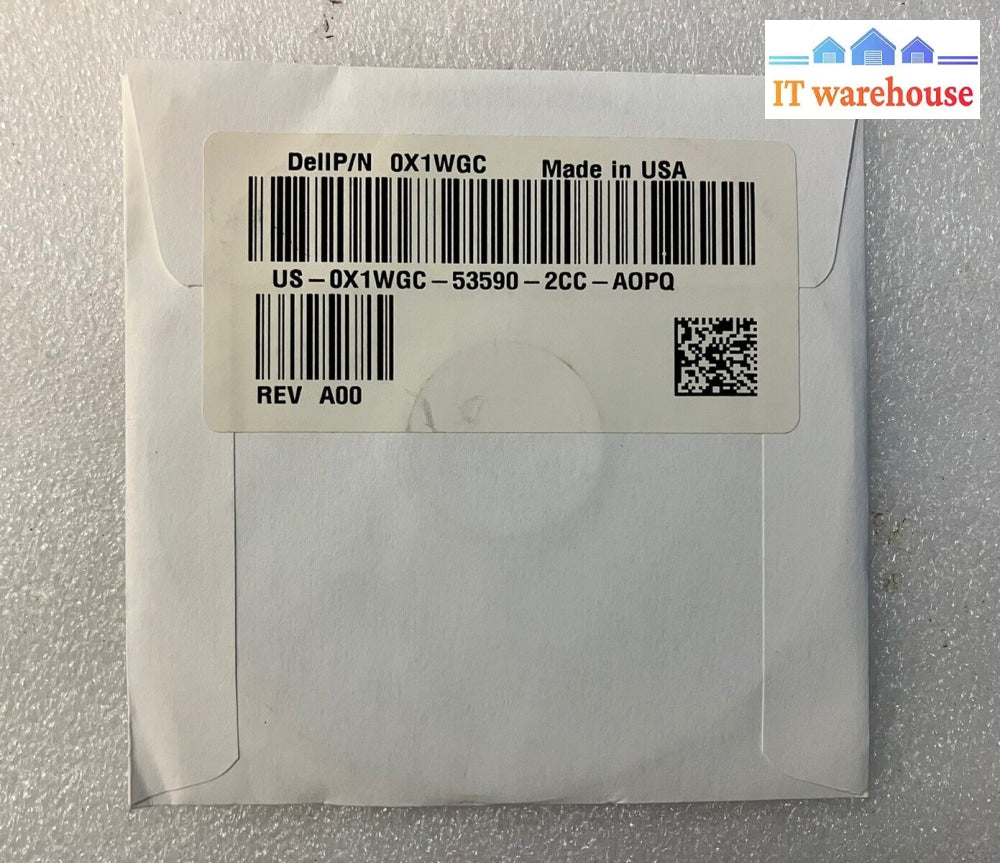 IT warehouse
DellP/N 0X1WGC Made in USA
US-0X1WGC-53590-2CC-A0PQ
REV A00